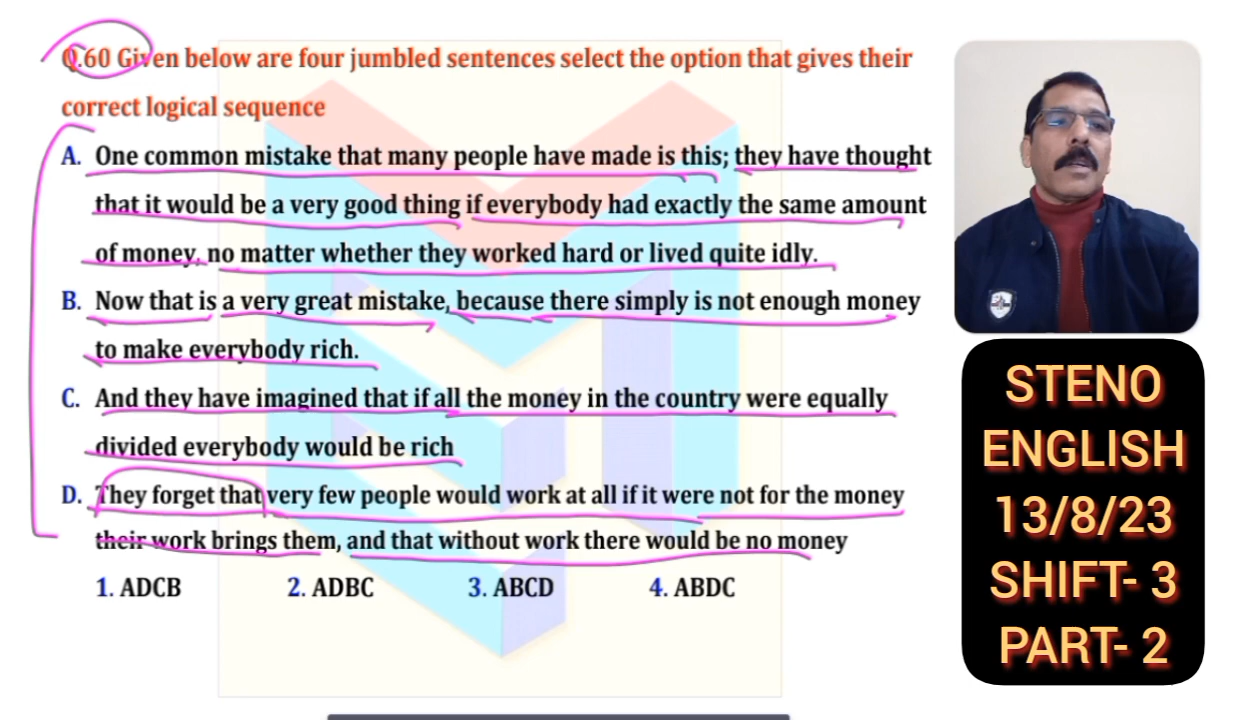 Q.60 Given below are four jumbled sentences select the option that gives their
correct logical sequence
A. One common mistake that many people have made is this; they have thought
that it would be a very good thing if everybody had exactly the same amount
of money, no matter whether they worked hard or lived quite idly.
B. Now that is a very great mistake, because there simply is not enough money
to make everybody rich.
C. And they have imagined that if all the money in the country were equally
divided everybody would be rich
D. They forget that very few people would work at all if it were not for the money
their work brings them, and that without work there would be no money
1. ADCB 2. ADBC 3. ABCD 4. ABDC
STENO
ENGLISH
13/8/23
SHIFT- 3
PART- 2